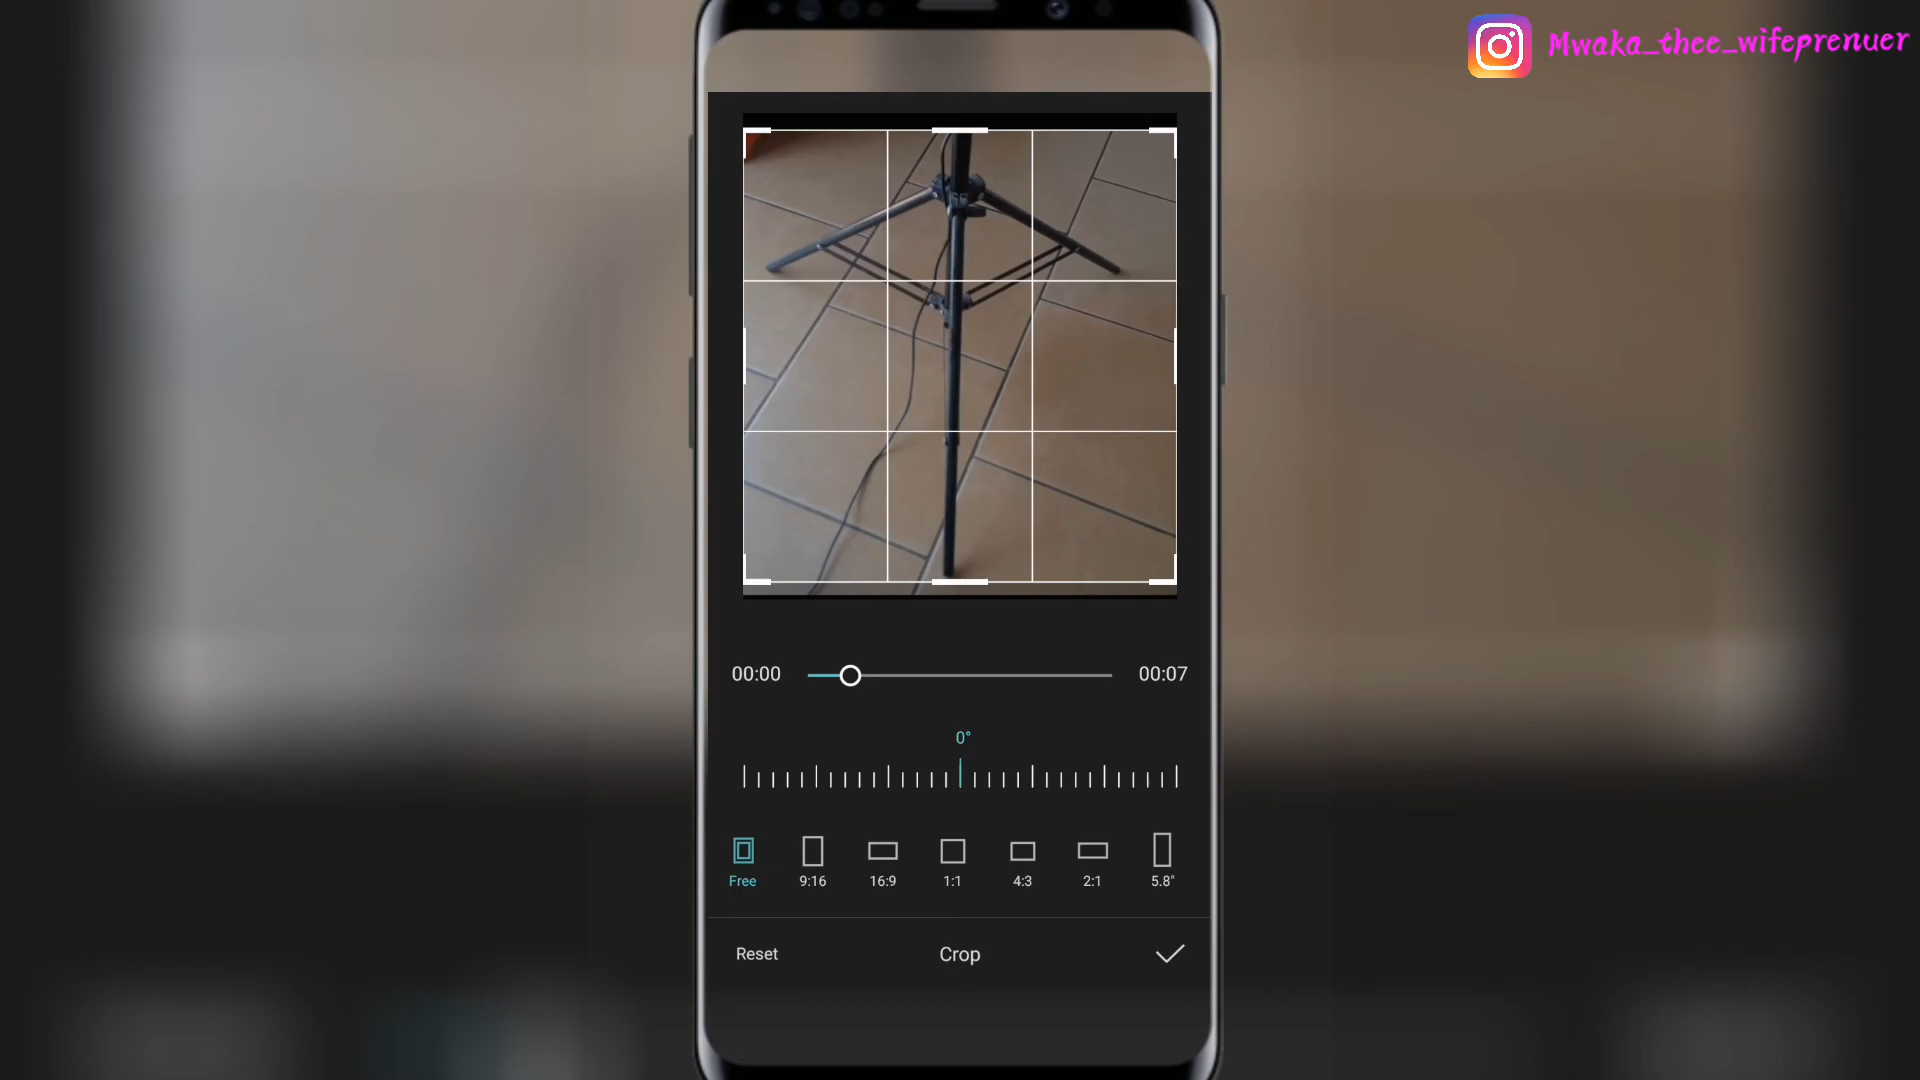 Mwaka_thee_wifeprenuer
00:00
00:07
0°
Free
9:16
16:9
1:1
4:3
2:1
5.8"
Reset
Crop